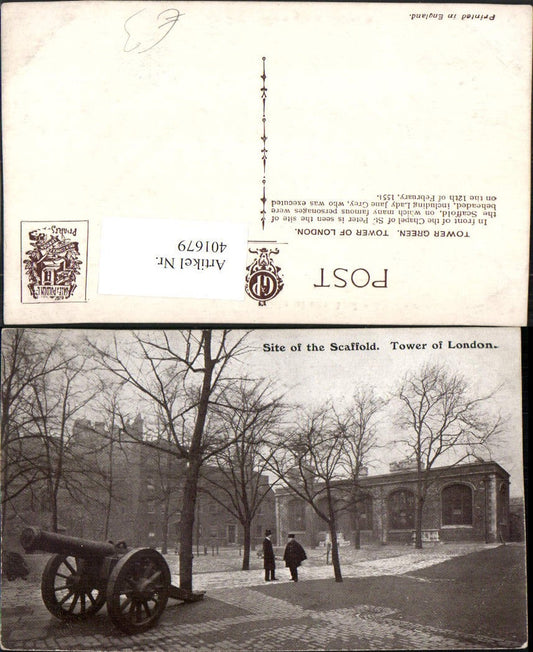 Printed in England.
POST
TOWER GREEN. TOWER OF LONDON.
In front of the Chapel of St. Peter is seen the site of
the Scaffold, on which many famous personages were
beheaded, including Lady Jane Grey, who was executed
on the 12th of February, 1551.
Artikel Nr.
401679
Site of the Scaffold. Tower of London.